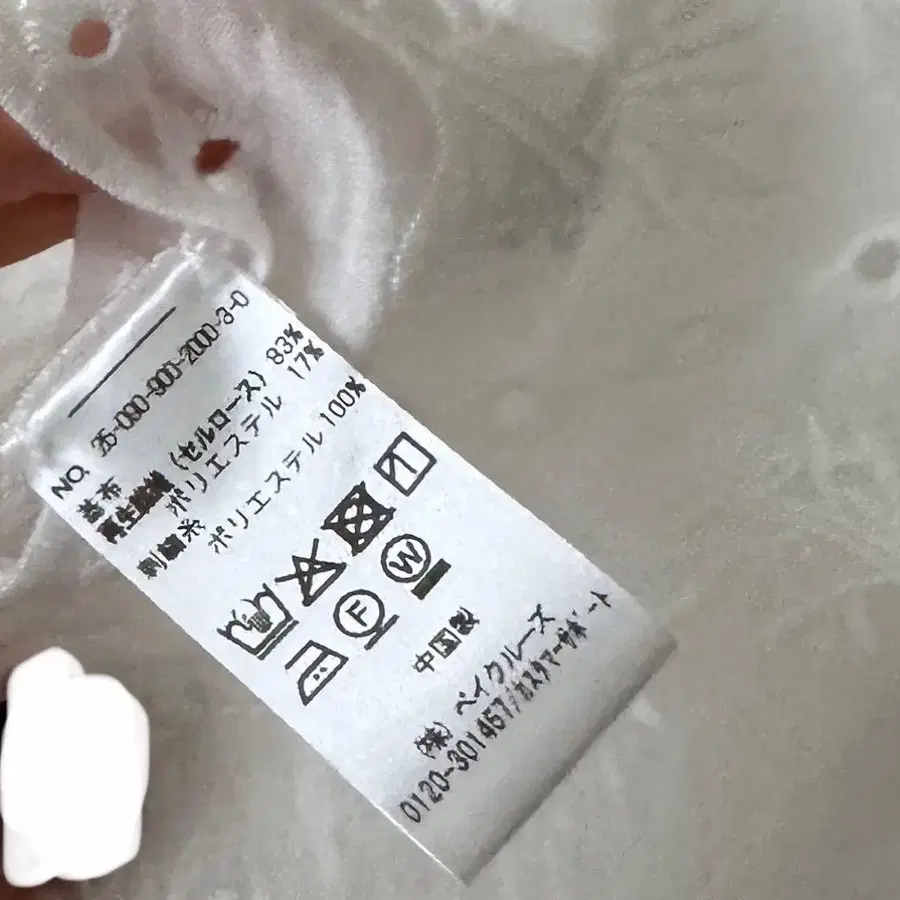 NO. 25-090-900-2000-3-0
基布
再生繊維 (セルロース) 83%
ポリエステル 17%
刺繍糸 ポリエステル 100%
F W
中国製
(株) ベイクルーズ
0120-301457/カスタマーサポート